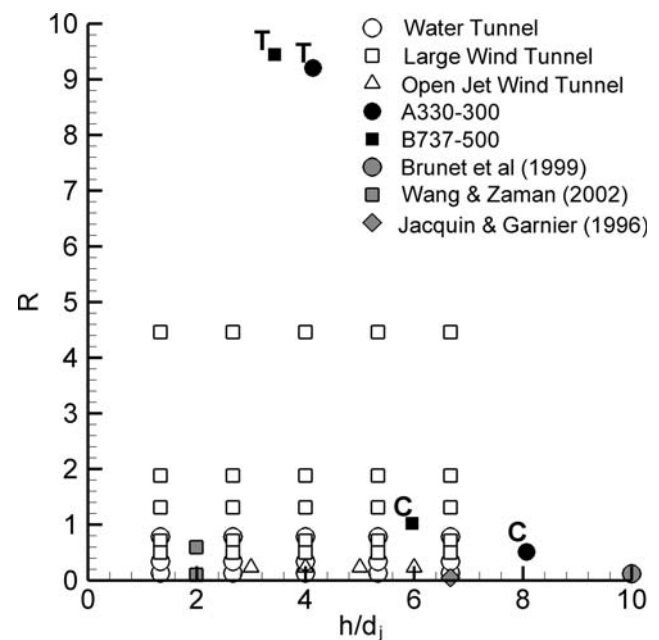 10
9
8
7
6
5
4
3
2
1
0
R
T
T
C
C
Water Tunnel
Large Wind Tunnel
Open Jet Wind Tunnel
A330-300
B737-500
Brunet et al (1999)
Wang & Zaman (2002)
Jacquin & Garnier (1996)
0 2 4 6 8 10
h/dj